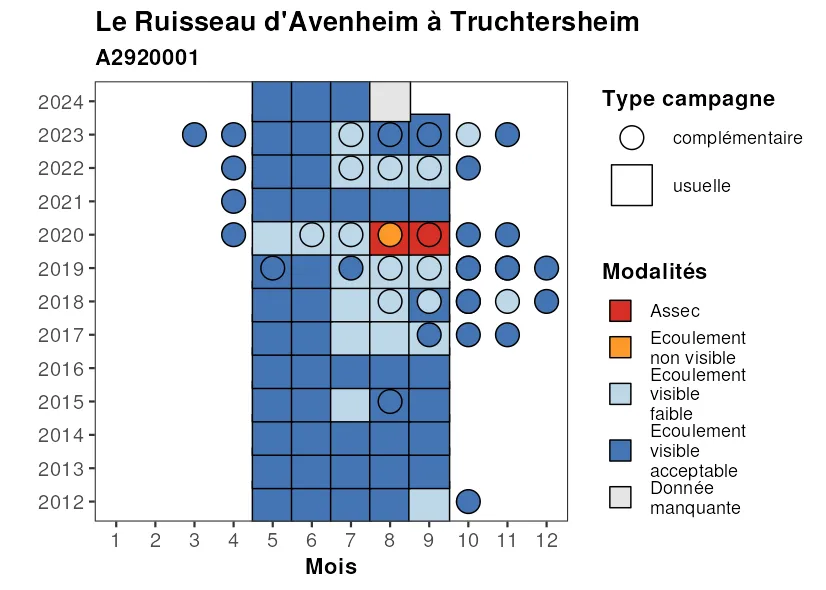 Le Ruisseau d'Avenheim à Truchtersheim
A2920001
2024
2023
2022
2021
2020
2019
2018
2017
2016
2015
2014
2013
2012
1 2 3 4 5 6 7 8 9 10 11 12
Mois
Type campagne
complémentaire
usuelle
Modalités
Assec
Ecoulement
non visible
Ecoulement
visible
faible
Ecoulement
visible
acceptable
Donnée
manquante